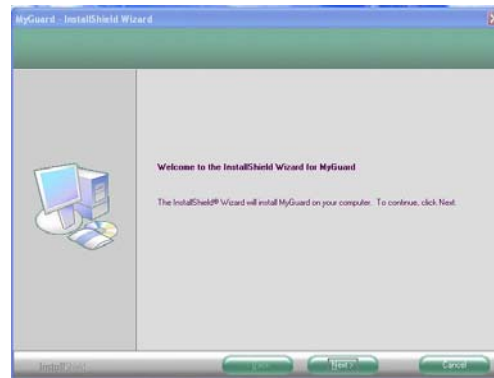 MyGuard - InstallShield Wizard
Welcome to the InstallShield Wizard for MyGuard
The InstallShield® Wizard will install MyGuard on your computer. To continue, click Next.
InstallShield
Next >
Cancel